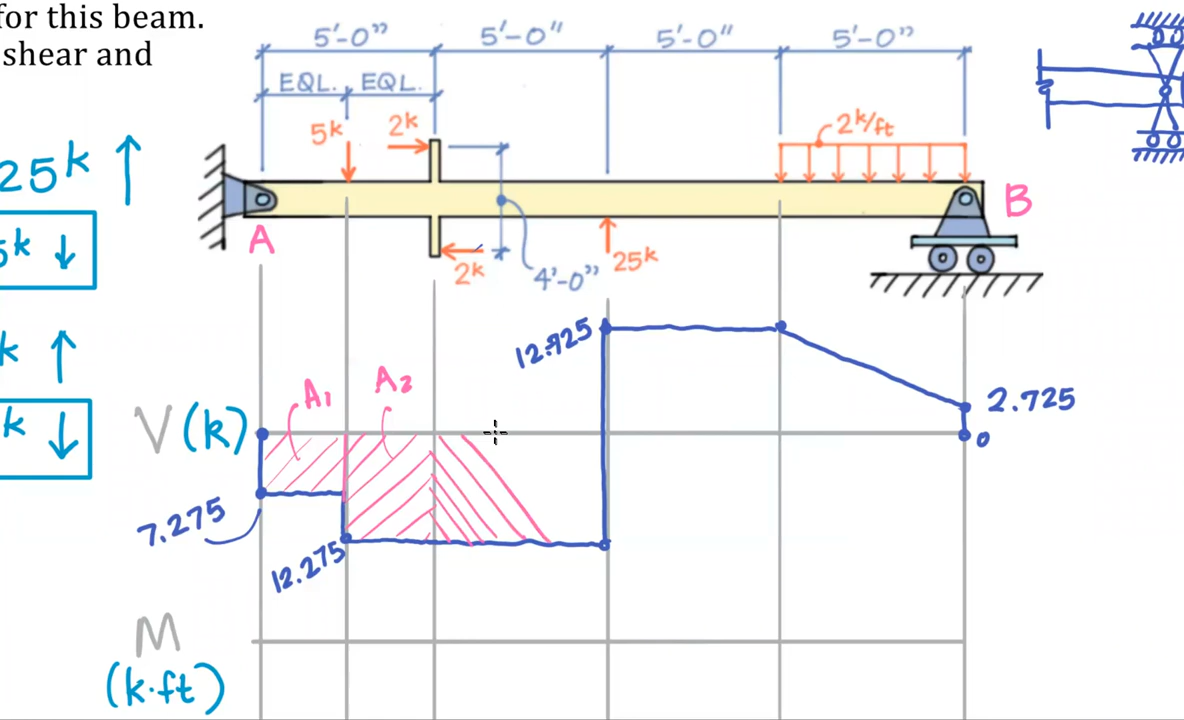 for this beam.
shear and
5'-0" 5'-0" 5'-0" 5'-0"
EQL. EQL.
5k 2k 2k/ft
25k ↑
A B
5k ↓
2k 4'-0" 25k
k ↑
12.725
A1 A2
k ↓
V(k) 2.725
0
7.275
12.275
M
(k·ft)